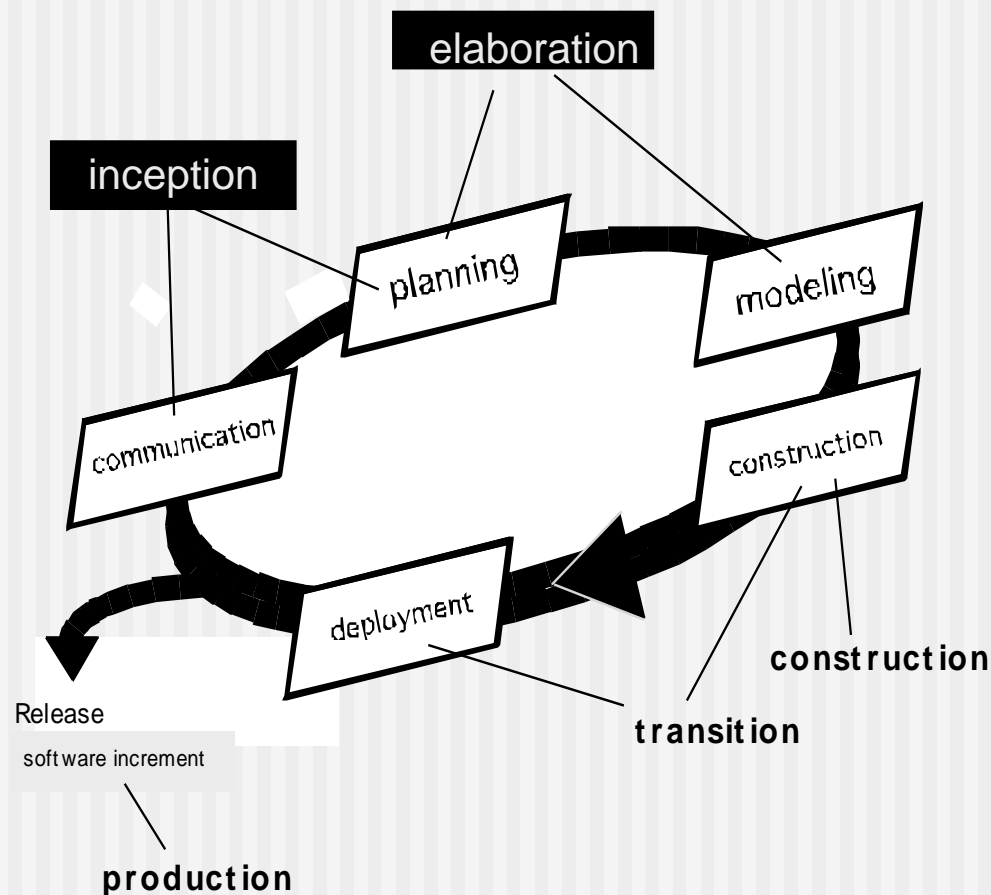 elaboration
inception
planning
modeling
communication
construction
deployment
construction
transition
Release
software increment
production